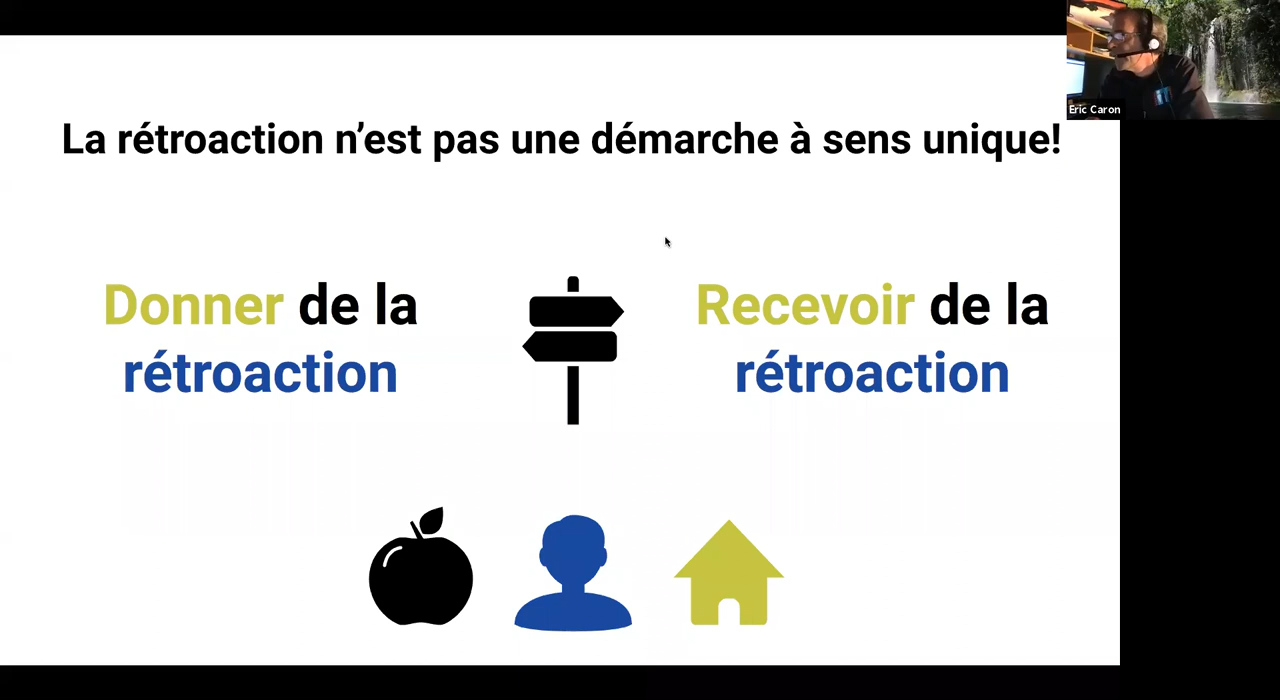 La rétroaction n’est pas une démarche à sens unique!
Donner de la
rétroaction
Recevoir de la
rétroaction
Eric Caron